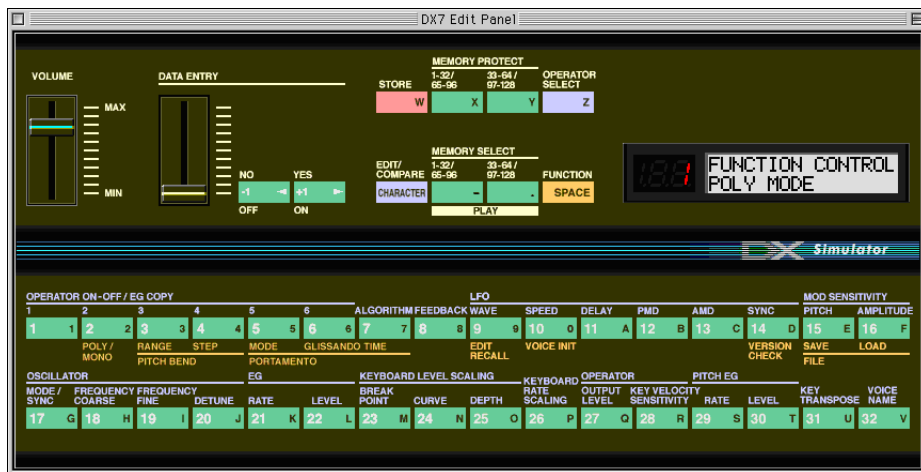 DX7 Edit Panel
VOLUME
MAX
MIN
DATA ENTRY
NO YES
-1 +1
OFF ON
MEMORY PROTECT
STORE 1-32/ 65-96 33-64/ 97-128 OPERATOR SELECT
W X Y Z
MEMORY SELECT
EDIT/ COMPARE 1-32/ 65-96 33-64/ 97-128 FUNCTION
CHARACTER - . SPACE
PLAY
1
FUNCTION CONTROL
POLY MODE
DX Simulator
OPERATOR ON-OFF / EG COPY LFO MOD SENSITIVITY
1 2 3 4 5 6 ALGORITHM FEEDBACK WAVE SPEED DELAY PMD AMD SYNC PITCH AMPLITUDE
1 1 2 2 3 3 4 4 5 5 6 6 7 7 8 8 9 9 10 0 11 A 12 B 13 C 14 D 15 E 16 F
POLY / MONO RANGE STEP MODE GLISSANDO TIME EDIT RECALL VOICE INIT VERSION CHECK SAVE LOAD
PITCH BEND PORTAMENTO FILE
OSCILLATOR EG KEYBOARD LEVEL SCALING KEYBOARD RATE SCALING OPERATOR PITCH EG
MODE / SYNC FREQUENCY COARSE FREQUENCY FINE DETUNE RATE LEVEL BREAK POINT CURVE DEPTH OUTPUT LEVEL KEY VELOCITY SENSITIVITY RATE LEVEL KEY TRANSPOSE VOICE NAME
17 G 18 H 19 I 20 J 21 K 22 L 23 M 24 N 25 O 26 P 27 Q 28 R 29 S 30 T 31 U 32 V